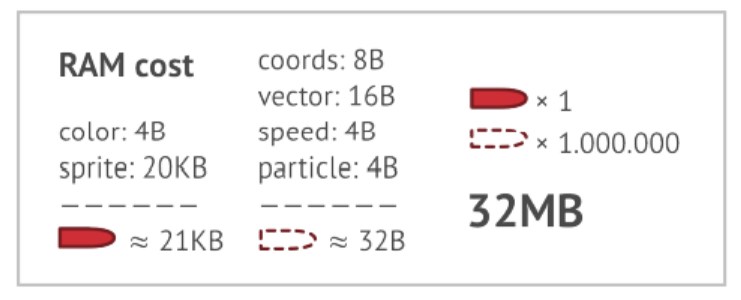 RAM cost
color: 4B
sprite: 20KB
≈ 21KB
coords: 8B
vector: 16B
speed: 4B
particle: 4B
≈ 32B
× 1
× 1.000.000
32MB